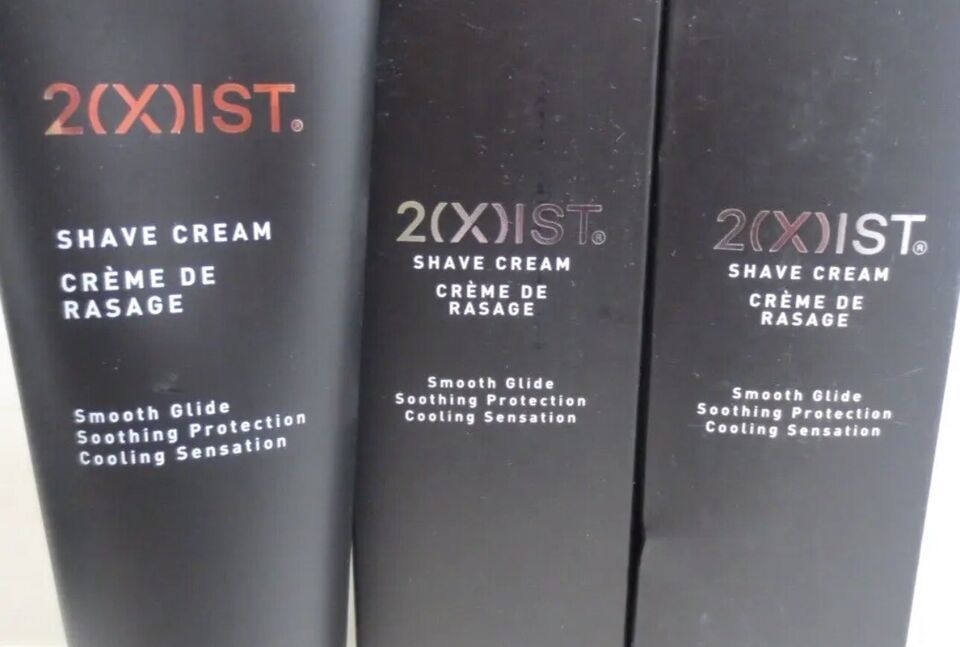 2(X)IST®
SHAVE CREAM
CRÈME DE
RASAGE
Smooth Glide
Soothing Protection
Cooling Sensation
2(X)IST®
SHAVE CREAM
CRÈME DE
RASAGE
Smooth Glide
Soothing Protection
Cooling Sensation
2(X)IST®
SHAVE CREAM
CRÈME DE
RASAGE
Smooth Glide
Soothing Protection
Cooling Sensation